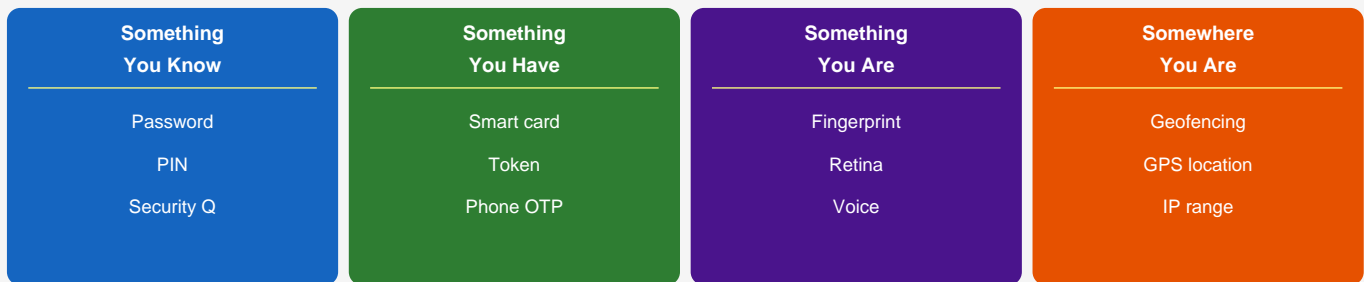 Something
You Know
Password
PIN
Security Q
Something
You Have
Smart card
Token
Phone OTP
Something
You Are
Fingerprint
Retina
Voice
Somewhere
You Are
Geofencing
GPS location
IP range